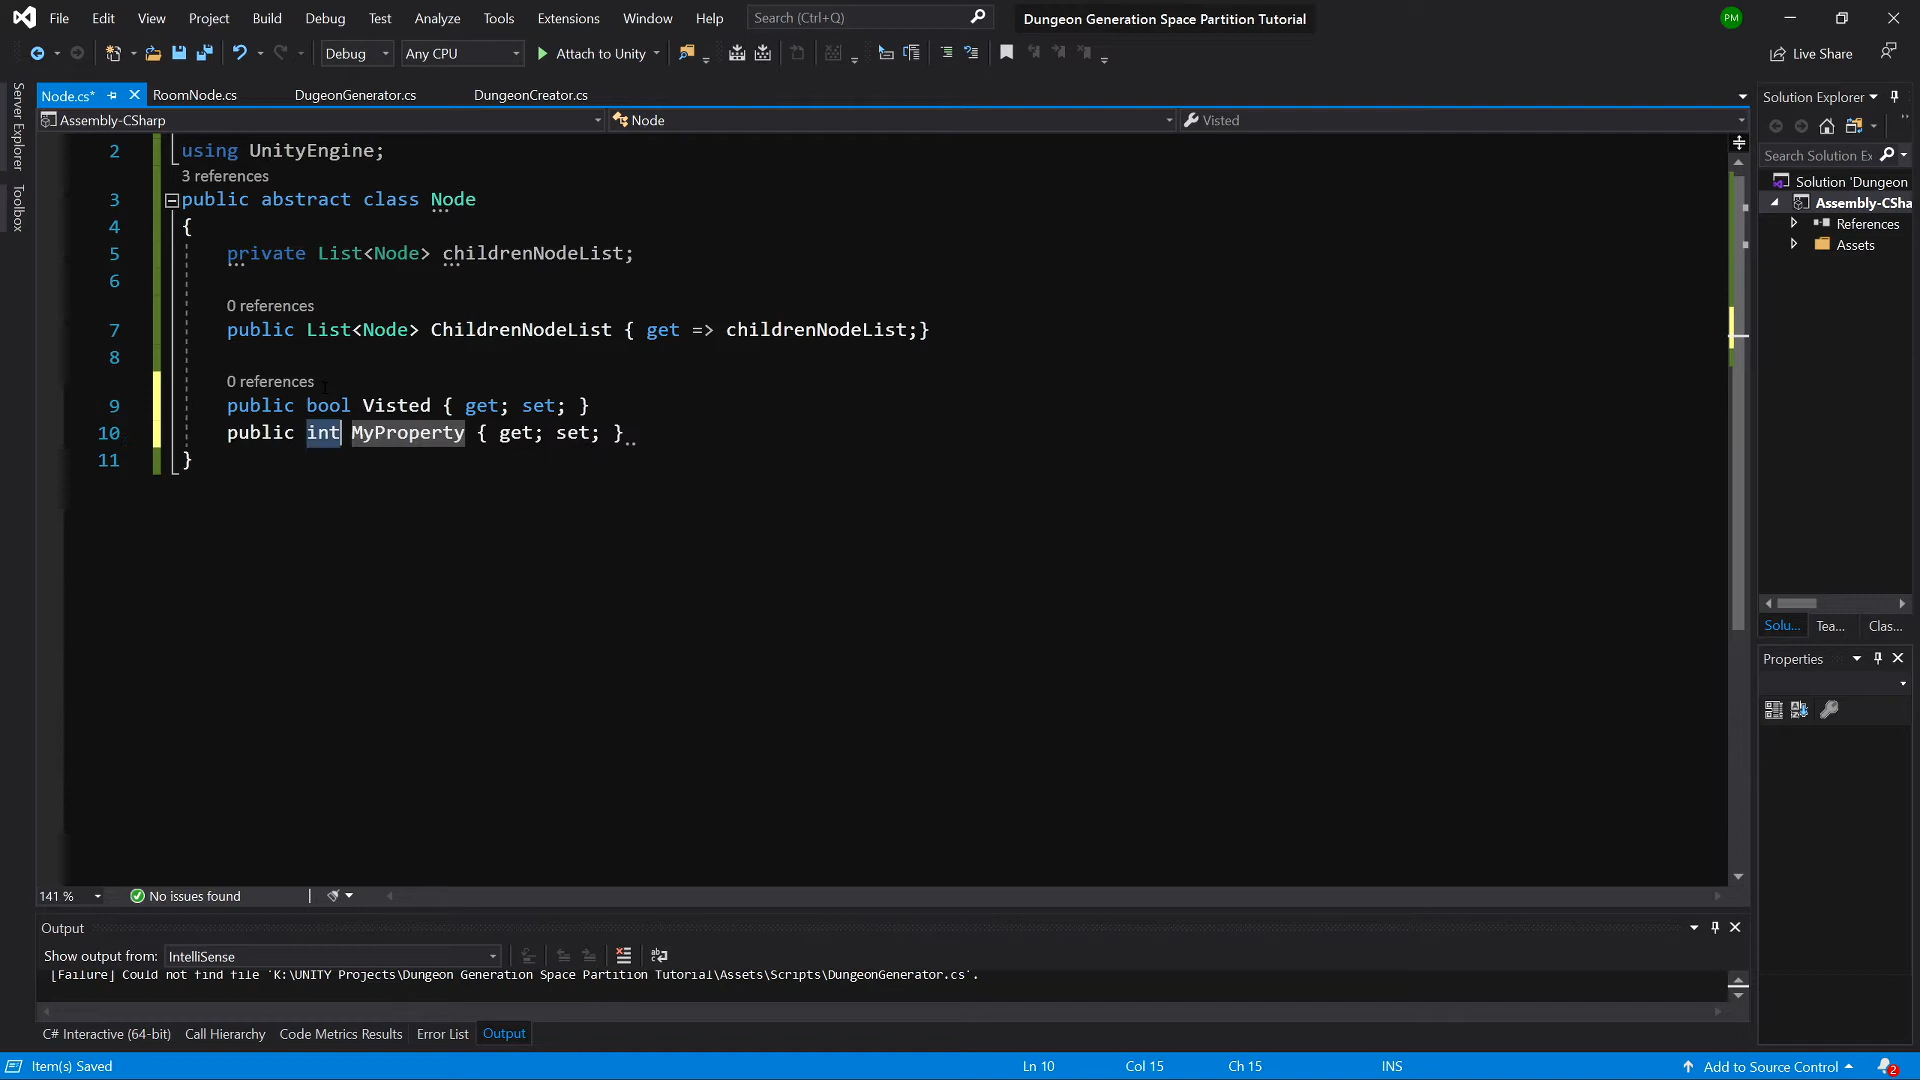 File Edit View Project Build Debug Test Analyze Tools Extensions Window Help Search (Ctrl+Q) Dungeon Generation Space Partition Tutorial PM
Debug Any CPU Attach to Unity Live Share
Server Explorer
Toolbox
Node.cs* RoomNode.cs DugeonGenerator.cs DungeonCreator.cs
Assembly-CSharp Node Visted
2 using UnityEngine;
3 references
3 public abstract class Node
4 {
5 private List<Node> childrenNodeList;
6
0 references
7 public List<Node> ChildrenNodeList { get => childrenNodeList;}
8
0 references
9 public bool Visted { get; set; }
10 public int MyProperty { get; set; }
11 }
141 % No issues found
Output
Show output from: IntelliSense
[Failure] Could not find file 'K:\UNITY Projects\Dungeon Generation Space Partition Tutorial\Assets\Scripts\DungeonGenerator.cs'.
C# Interactive (64-bit) Call Hierarchy Code Metrics Results Error List Output
Item(s) Saved Ln 10 Col 15 Ch 15 INS Add to Source Control 2
Solution Explorer
Search Solution Ex
Solution 'Dungeon
Assembly-CSha
References
Assets
Solu... Tea... Clas...
Properties